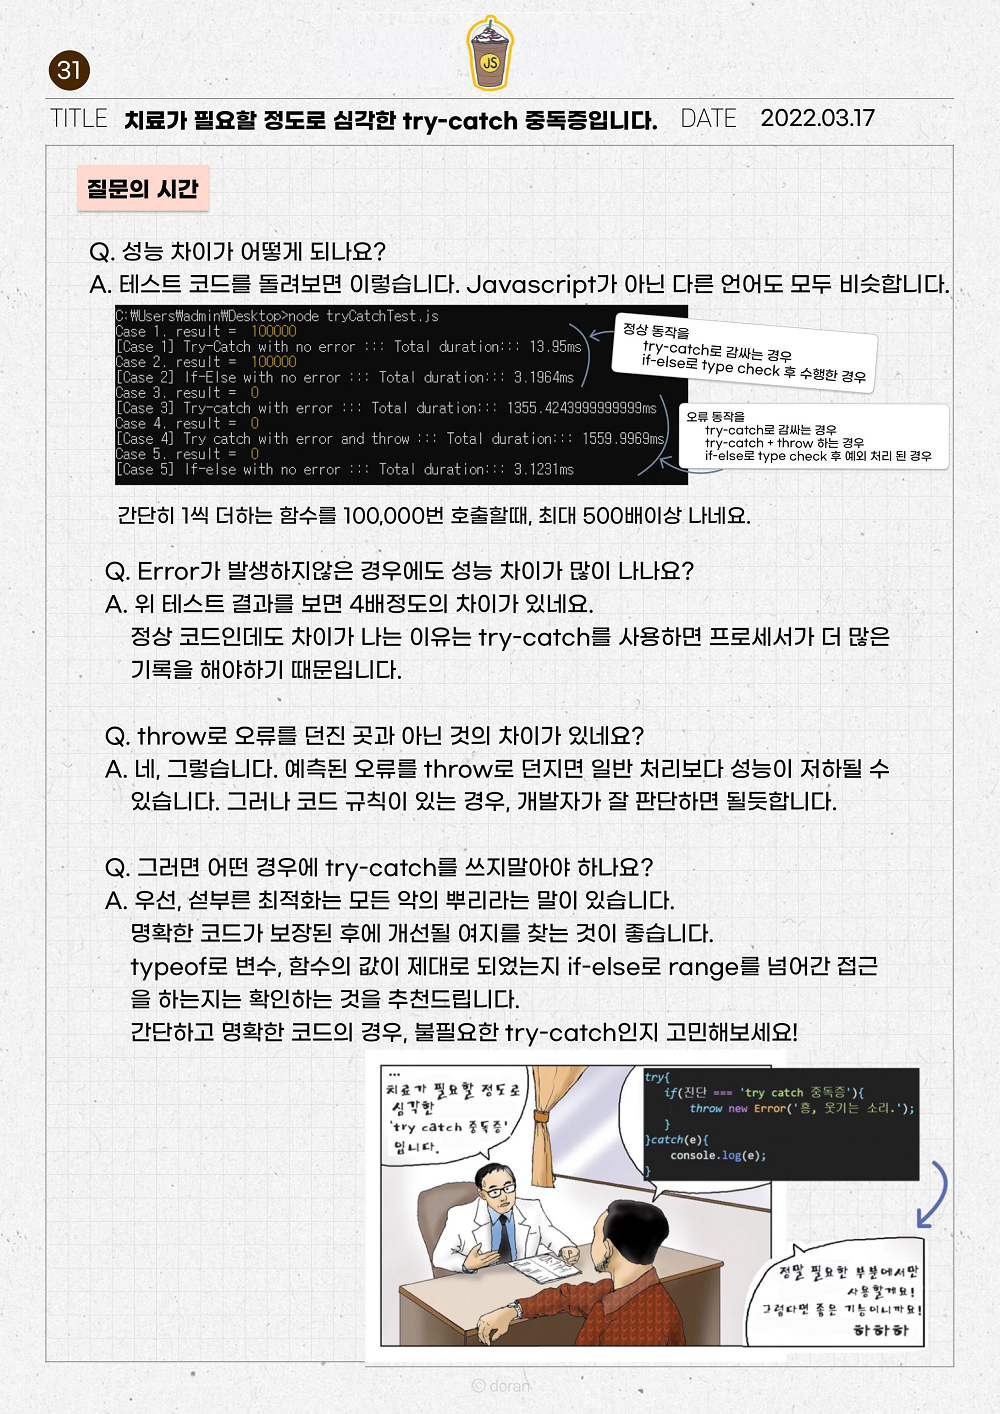 31
JS
TITLE 치료가 필요할 정도로 심각한 try-catch 중독증입니다. DATE 2022.03.17
질문의 시간
Q. 성능 차이가 어떻게 되나요?
A. 테스트 코드를 돌려보면 이렇습니다. Javascript가 아닌 다른 언어도 모두 비슷합니다.
C:₩Users₩admin₩Desktop>node tryCatchTest.js
Case 1. result = 100000
[Case 1] Try-Catch with no error ::: Total duration::: 13.95ms
Case 2. result = 100000
[Case 2] If-Else with no error ::: Total duration::: 3.1964ms
Case 3. result = 0
[Case 3] Try-catch with error ::: Total duration::: 1355.4243999999999ms
Case 4. result = 0
[Case 4] Try catch with error and throw ::: Total duration::: 1559.9969ms
Case 5. result = 0
[Case 5] If-else with no error ::: Total duration::: 3.1231ms
정상 동작을
try-catch로 감싸는 경우
if-else로 type check 후 수행한 경우
오류 동작을
try-catch로 감싸는 경우
try-catch + throw 하는 경우
if-else로 type check 후 예외 처리 된 경우
간단히 1씩 더하는 함수를 100,000번 호출할때, 최대 500배이상 나네요.
Q. Error가 발생하지않은 경우에도 성능 차이가 많이 나나요?
A. 위 테스트 결과를 보면 4배정도의 차이가 있네요.
정상 코드인데도 차이가 나는 이유는 try-catch를 사용하면 프로세서가 더 많은
기록을 해야하기 때문입니다.
Q. throw로 오류를 던진 곳과 아닌 것의 차이가 있네요?
A. 네, 그렇습니다. 예측된 오류를 throw로 던지면 일반 처리보다 성능이 저하될 수
있습니다. 그러나 코드 규칙이 있는 경우, 개발자가 잘 판단하면 될듯합니다.
Q. 그러면 어떤 경우에 try-catch를 쓰지말아야 하나요?
A. 우선, 섣부른 최적화는 모든 악의 뿌리라는 말이 있습니다.
명확한 코드가 보장된 후에 개선될 여지를 찾는 것이 좋습니다.
typeof로 변수, 함수의 값이 제대로 되었는지 if-else로 range를 넘어간 접근
을 하는지는 확인하는 것을 추천드립니다.
간단하고 명확한 코드의 경우, 불필요한 try-catch인지 고민해보세요!
...
치료가 필요할 정도로
심각한
'try catch 중독증'
입니다.
try{
if(진단 === 'try catch 중독증'){
throw new Error('흥, 웃기는 소리.');
}
}catch(e){
console.log(e);
}
정말 필요한 부분에서만
사용할게요!
그렇다면 좋은 기능이니까요!
하하하
© doran